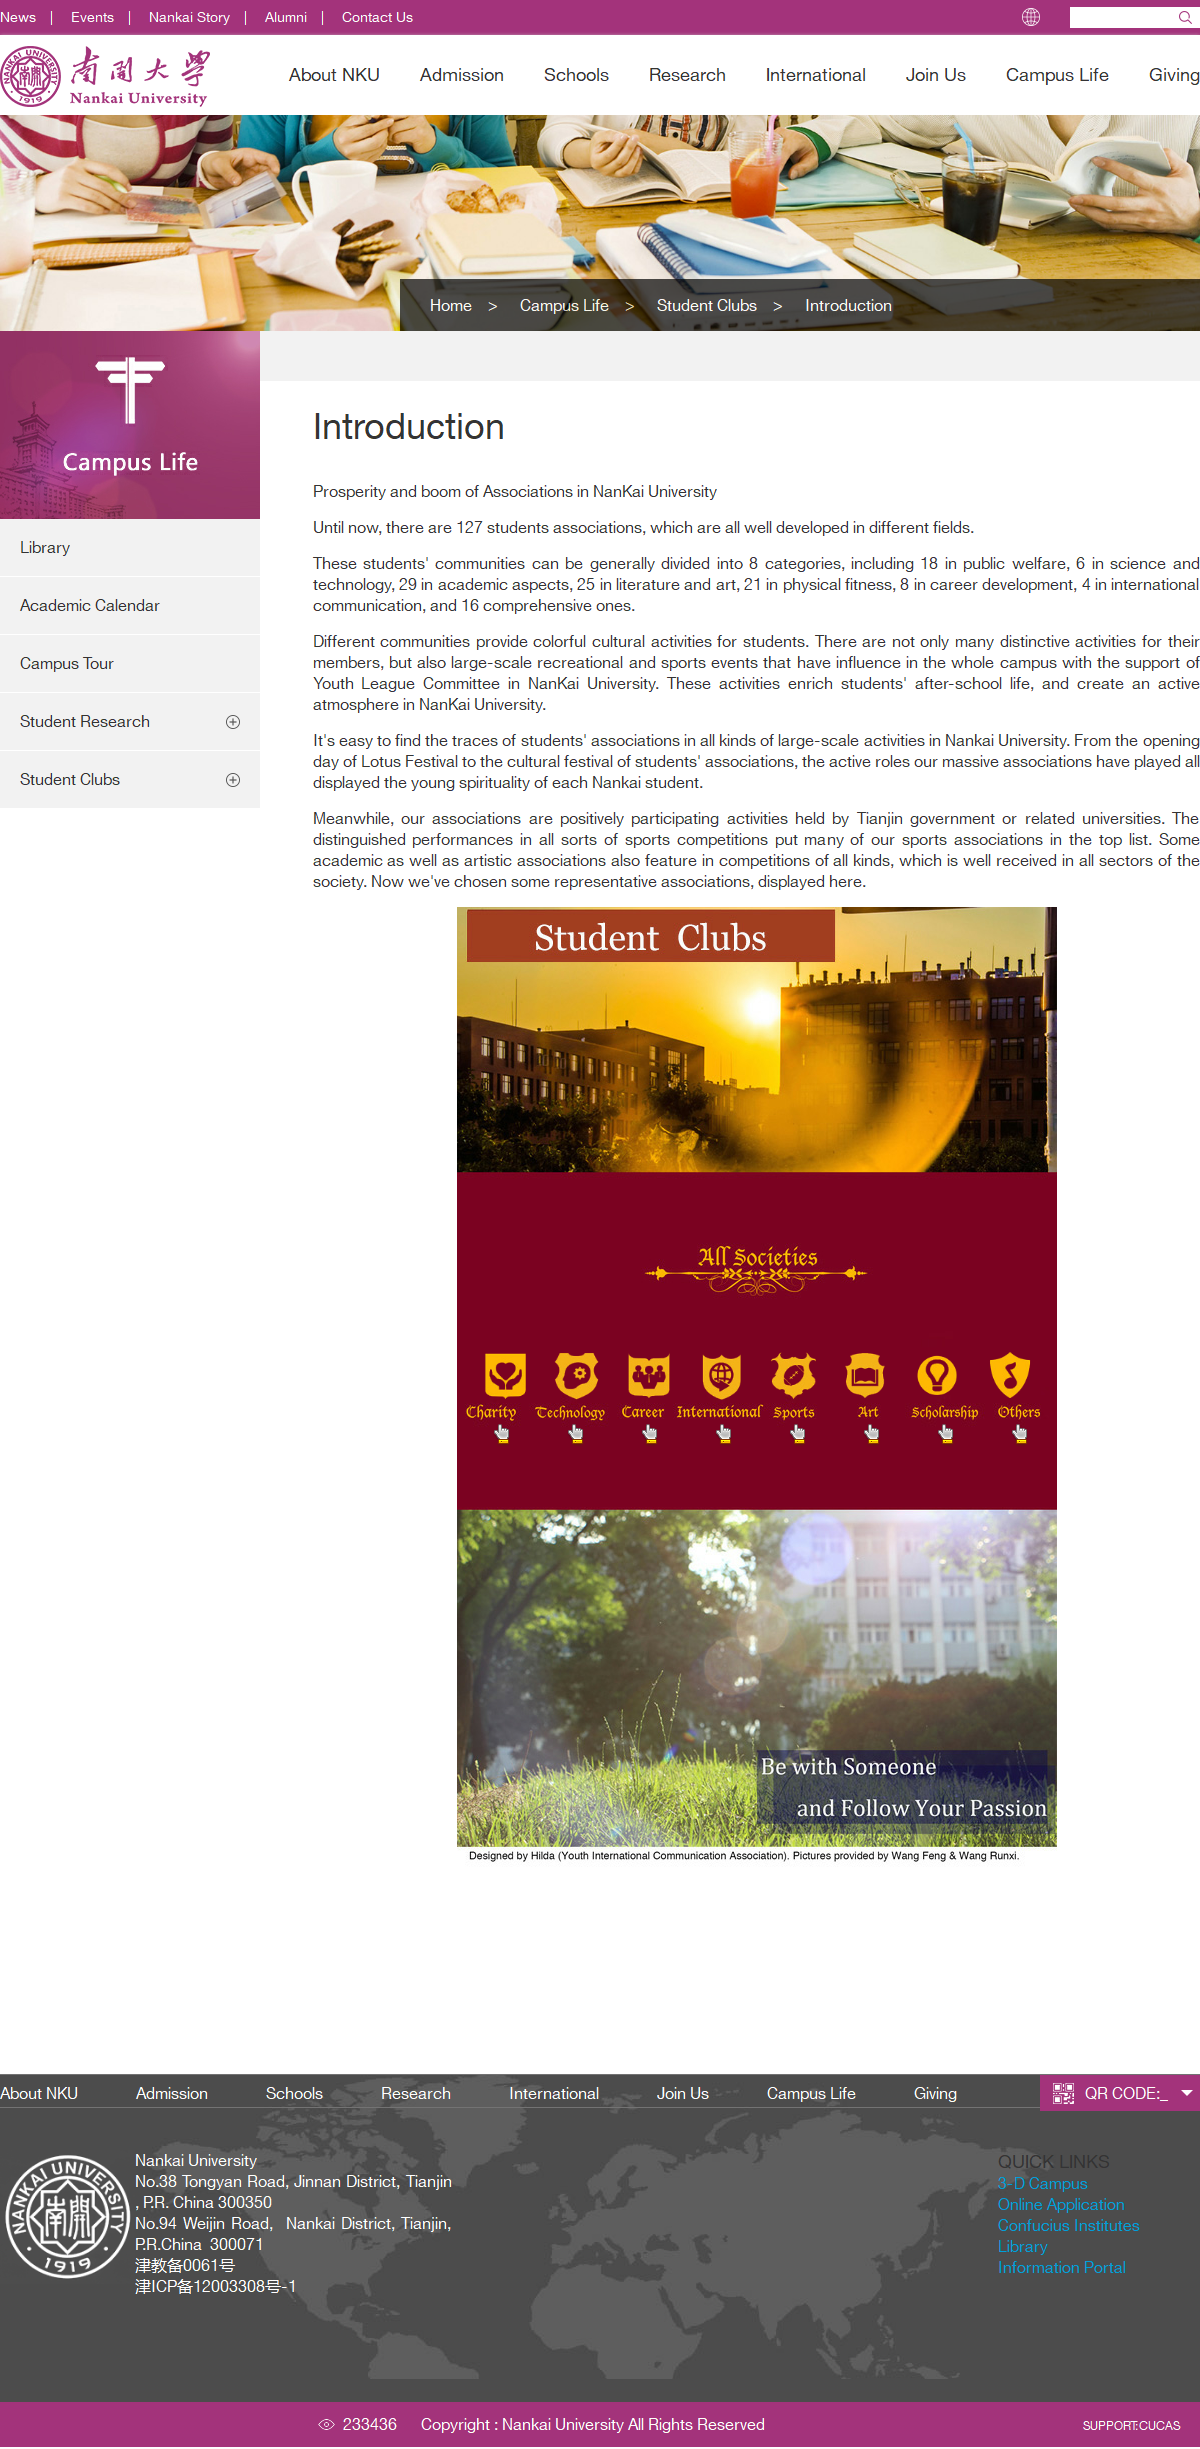 News | Events | Nankai Story | Alumni | Contact Us
NANKAI UNIVERSITY 1919
南開大學
Nankai University
About NKU Admission Schools Research International Join Us Campus Life Giving
Home > Campus Life > Student Clubs > Introduction
Campus Life
Library
Academic Calendar
Campus Tour
Student Research
Student Clubs
Introduction
Prosperity and boom of Associations in NanKai University
Until now, there are 127 students associations, which are all well developed in different fields.
These students' communities can be generally divided into 8 categories, including 18 in public welfare, 6 in science and
technology, 29 in academic aspects, 25 in literature and art, 21 in physical fitness, 8 in career development, 4 in international
communication, and 16 comprehensive ones.
Different communities provide colorful cultural activities for students. There are not only many distinctive activities for their
members, but also large-scale recreational and sports events that have influence in the whole campus with the support of
Youth League Committee in NanKai University. These activities enrich students' after-school life, and create an active
atmosphere in NanKai University.
It's easy to find the traces of students' associations in all kinds of large-scale activities in Nankai University. From the opening
day of Lotus Festival to the cultural festival of students' associations, the active roles our massive associations have played all
displayed the young spirituality of each Nankai student.
Meanwhile, our associations are positively participating activities held by Tianjin government or related universities. The
distinguished performances in all sorts of sports competitions put many of our sports associations in the top list. Some
academic as well as artistic associations also feature in competitions of all kinds, which is well received in all sectors of the
society. Now we've chosen some representative associations, displayed here.
Student Clubs
All Societies
Charity Technology Career International Sports Art Scholarship Others
Be with Someone
and Follow Your Passion
Designed by Hilda (Youth International Communication Association). Pictures provided by Wang Feng & Wang Runxi.
About NKU Admission Schools Research International Join Us Campus Life Giving QR CODE:_
NANKAI UNIVERSITY 1919
Nankai University
No.38 Tongyan Road, Jinnan District, Tianjin
, P.R. China 300350
No.94 Weijin Road, Nankai District, Tianjin,
P.R.China 300071
津教备0061号
津ICP备12003308号-1
QUICK LINKS
3-D Campus
Online Application
Confucius Institutes
Library
Information Portal
233436 Copyright : Nankai University All Rights Reserved SUPPORT:CUCAS